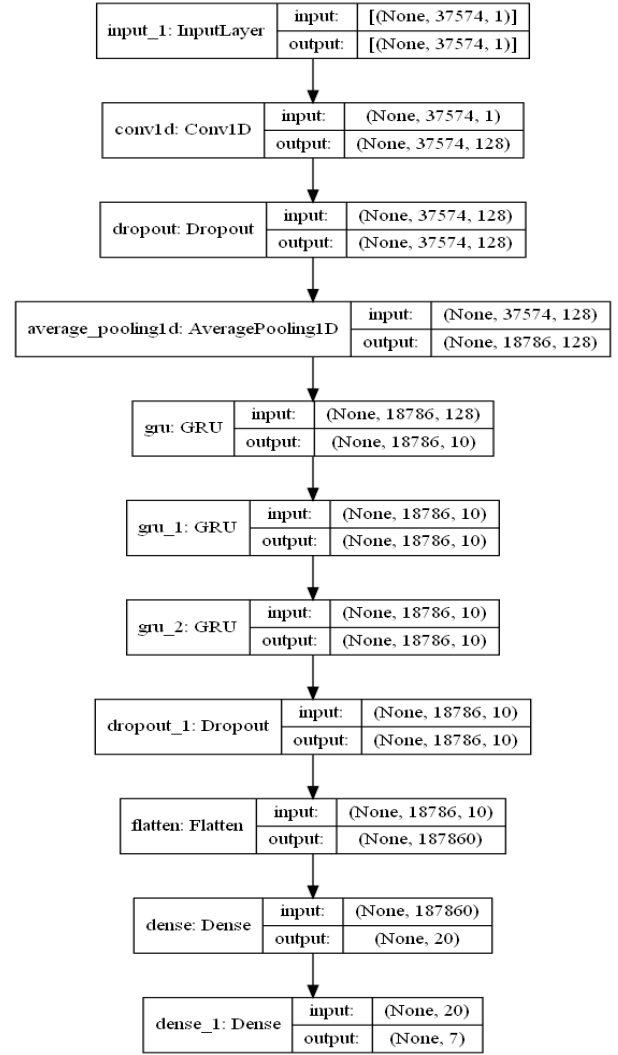 input_1: InputLayer
input: [(None, 37574, 1)]
output: [(None, 37574, 1)]
conv1d: Conv1D
input: (None, 37574, 1)
output: (None, 37574, 128)
dropout: Dropout
input: (None, 37574, 128)
output: (None, 37574, 128)
average_pooling1d: AveragePooling1D
input: (None, 37574, 128)
output: (None, 18786, 128)
gru: GRU
input: (None, 18786, 128)
output: (None, 18786, 10)
gru_1: GRU
input: (None, 18786, 10)
output: (None, 18786, 10)
gru_2: GRU
input: (None, 18786, 10)
output: (None, 18786, 10)
dropout_1: Dropout
input: (None, 18786, 10)
output: (None, 18786, 10)
flatten: Flatten
input: (None, 18786, 10)
output: (None, 187860)
dense: Dense
input: (None, 187860)
output: (None, 20)
dense_1: Dense
input: (None, 20)
output: (None, 7)